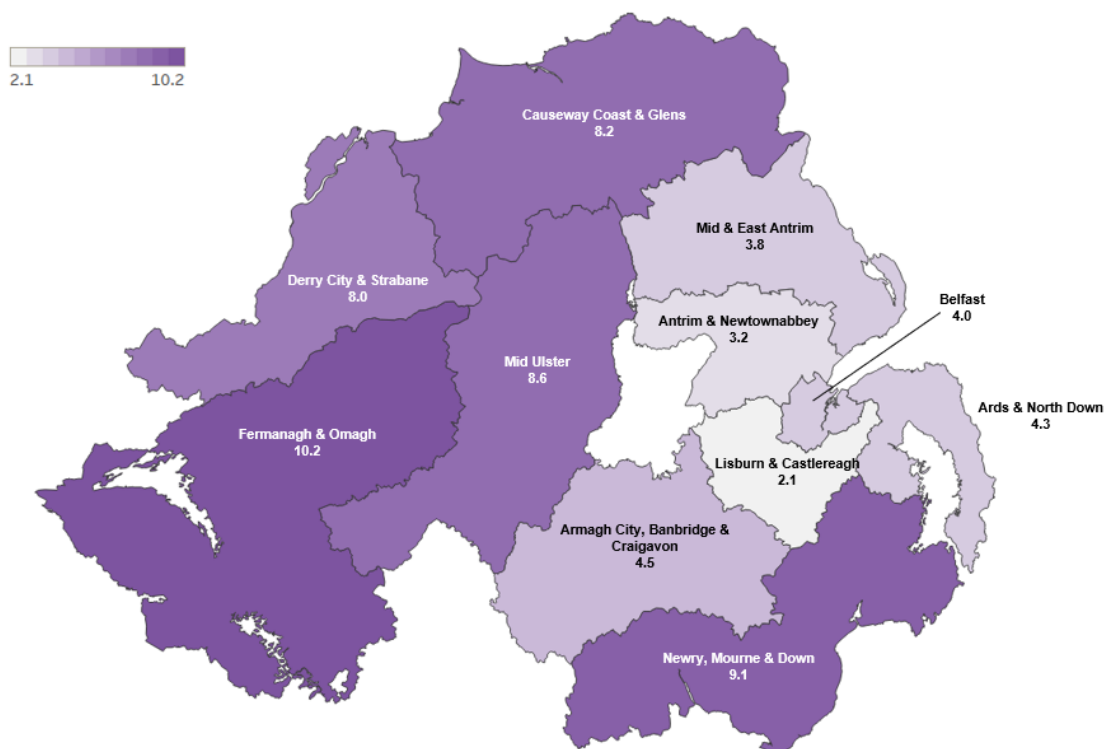 2.1 10.2
Causeway Coast & Glens
8.2
Mid & East Antrim
3.8
Derry City & Strabane
8.0
Belfast
4.0
Antrim & Newtownabbey
3.2
Mid Ulster
8.6
Ards & North Down
4.3
Fermanagh & Omagh
10.2
Lisburn & Castlereagh
2.1
Armagh City, Banbridge &
Craigavon
4.5
Newry, Mourne & Down
9.1